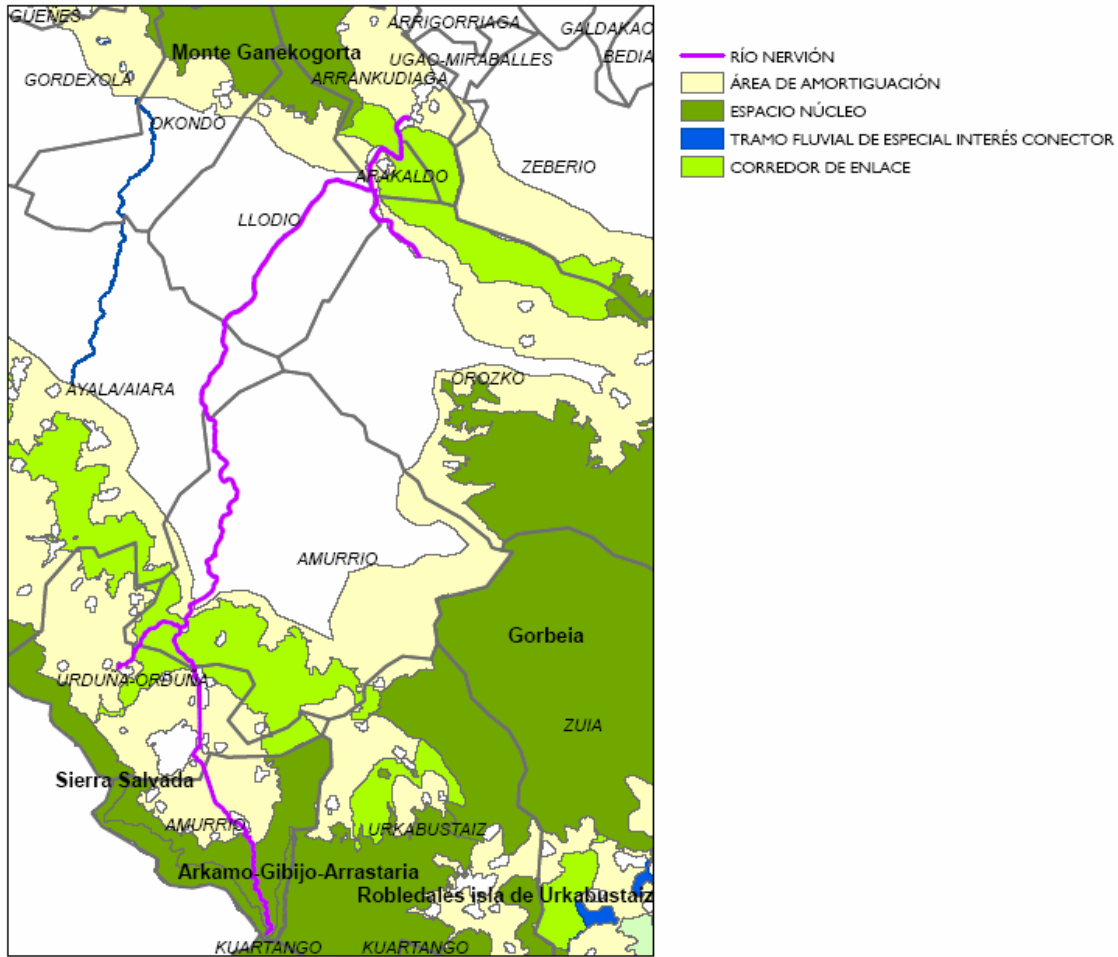 GÜEÑES
ARRIGORRIAGA
GALDAKAO
Monte Ganekogorta
UGAO-MIRABALLES
BEDIA
GORDEXOLA
ARRANKUDIAGA
OKONDO
ZEBERIO
ARAKALDO
LLODIO
OROZKO
AYALA/AIARA
AMURRIO
Gorbeia
URDUÑA-ORDUÑA
ZUIA
Sierra Salvada
AMURRIO
URKABUSTAIZ
Arkamo-Gibijo-Arrastaria
Robledales isla de Urkabustaiz
KUARTANGO
KUARTANGO
RÍO NERVIÓN
ÁREA DE AMORTIGUACIÓN
ESPACIO NÚCLEO
TRAMO FLUVIAL DE ESPECIAL INTERÉS CONECTOR
CORREDOR DE ENLACE